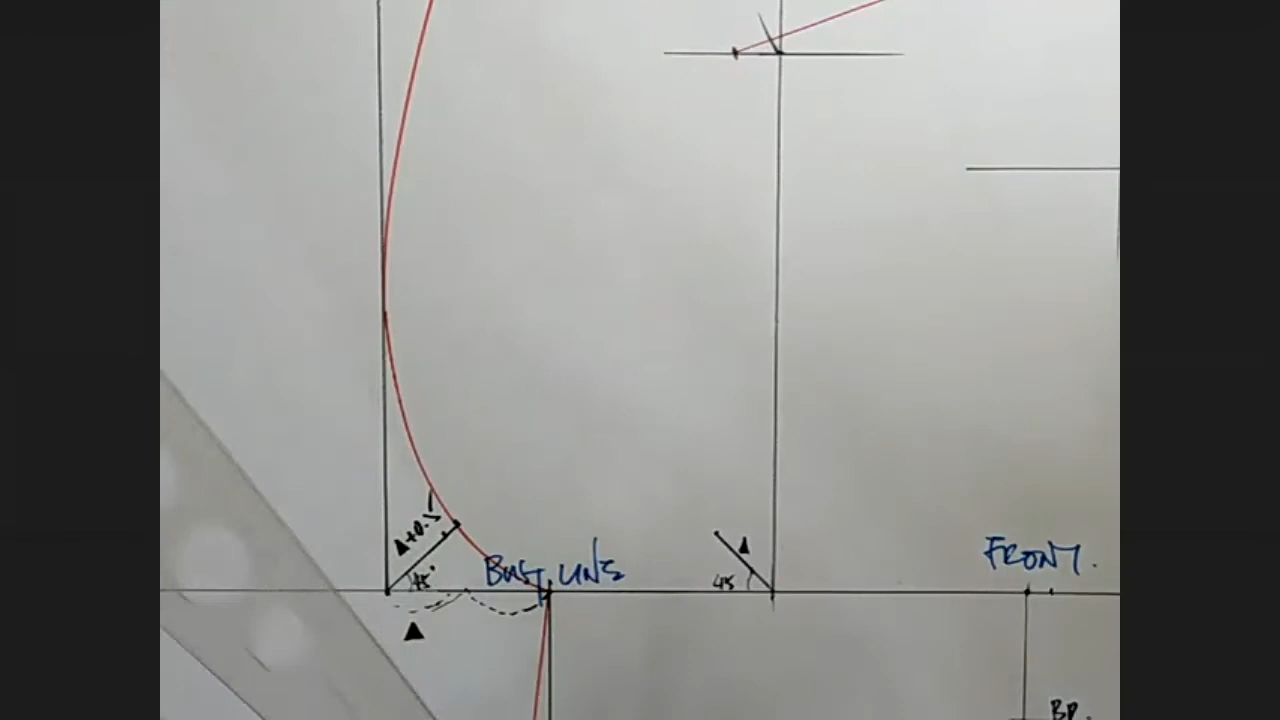 ▲+0.5
45°
BUST LINE
▲
45
▲
FRONT.
BP.